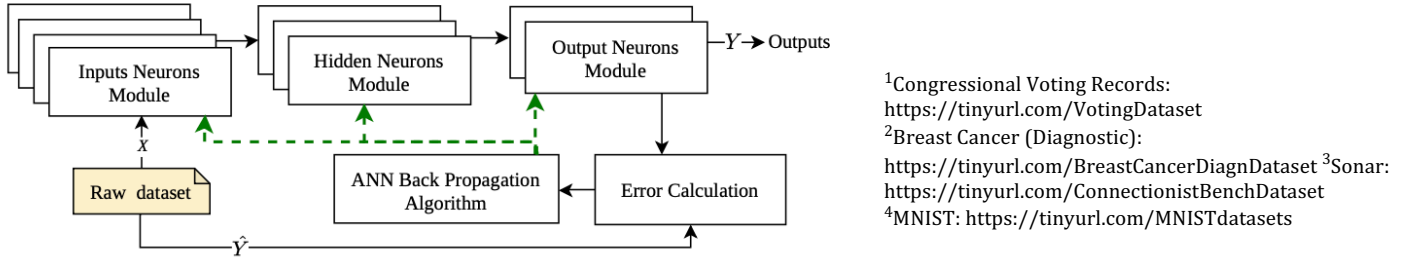 Inputs Neurons
Module
Hidden Neurons
Module
Output Neurons
Module
Y
Outputs
X
Raw dataset
ANN Back Propagation
Algorithm
Error Calculation
Ŷ
¹Congressional Voting Records:
https://tinyurl.com/VotingDataset
²Breast Cancer (Diagnostic):
https://tinyurl.com/BreastCancerDiagnDataset ³Sonar:
https://tinyurl.com/ConnectionistBenchDataset
⁴MNIST: https://tinyurl.com/MNISTdatasets